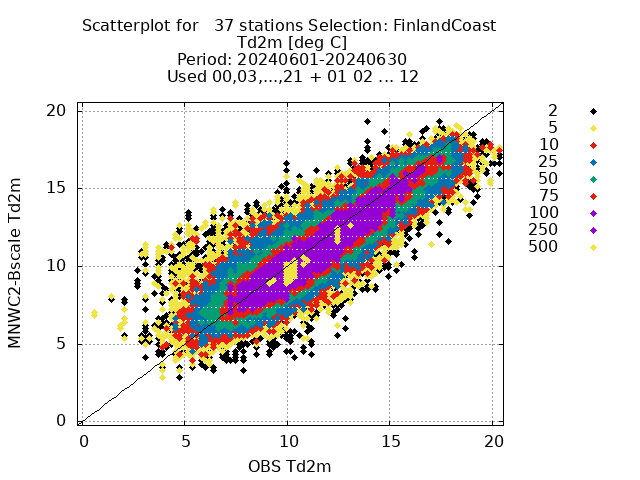 Scatterplot for   37 stations Selection: FinlandCoast
Td2m [deg C]
Period: 20240601-20240630
Used 00,03,...,21 + 01 02 ... 12
MNWC2-Bscale Td2m
20
15
10
5
0
0 5 10 15 20
OBS Td2m
2
5
10
25
50
75
100
250
500